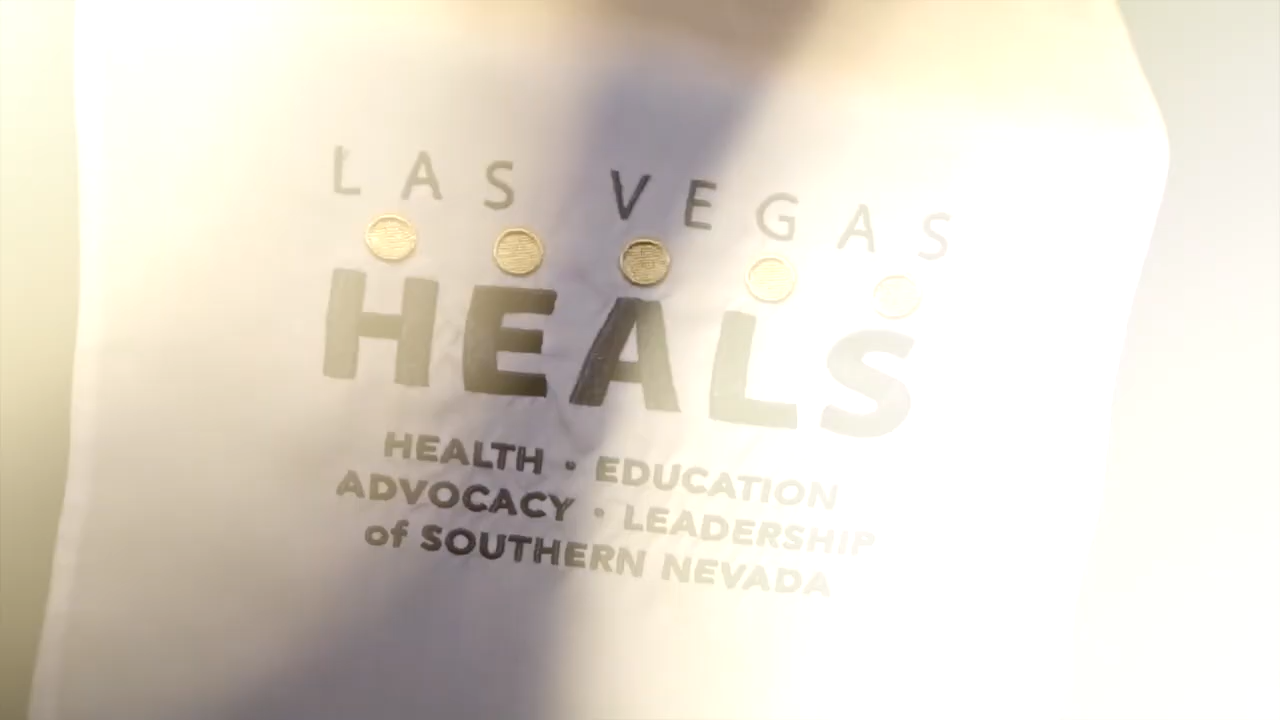 LAS VEGAS
HEALS
HEALTH · EDUCATION
ADVOCACY · LEADERSHIP
of SOUTHERN NEVADA